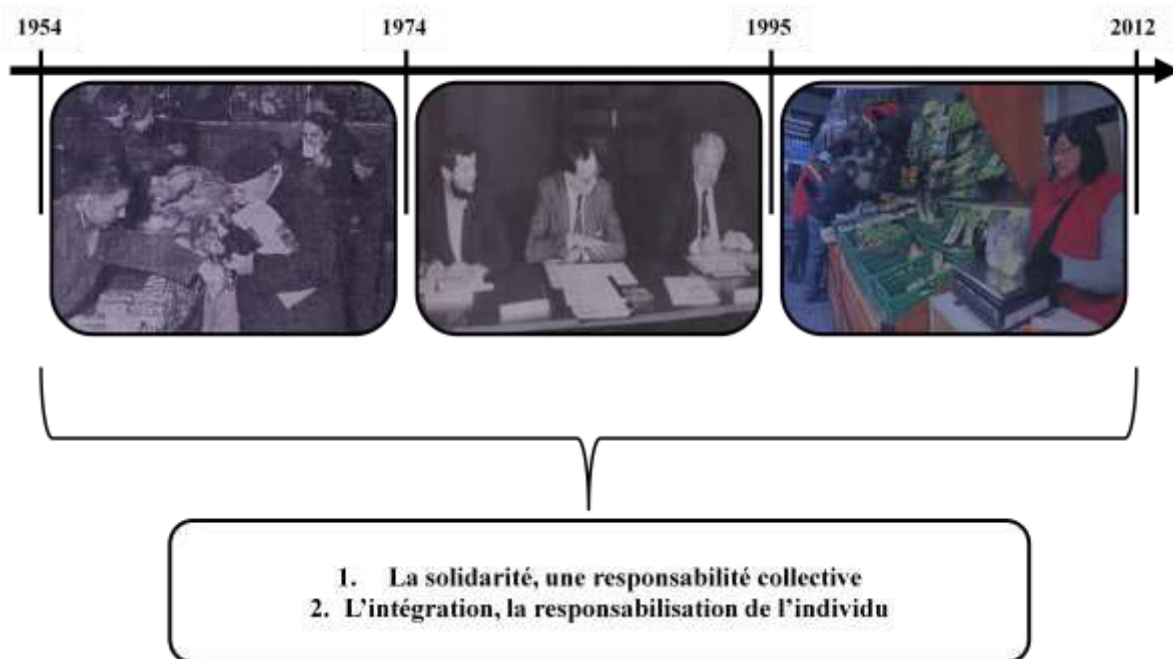 1954
1974
1995
2012
1. La solidarité, une responsabilité collective
2. L'intégration, la responsabilisation de l'individu